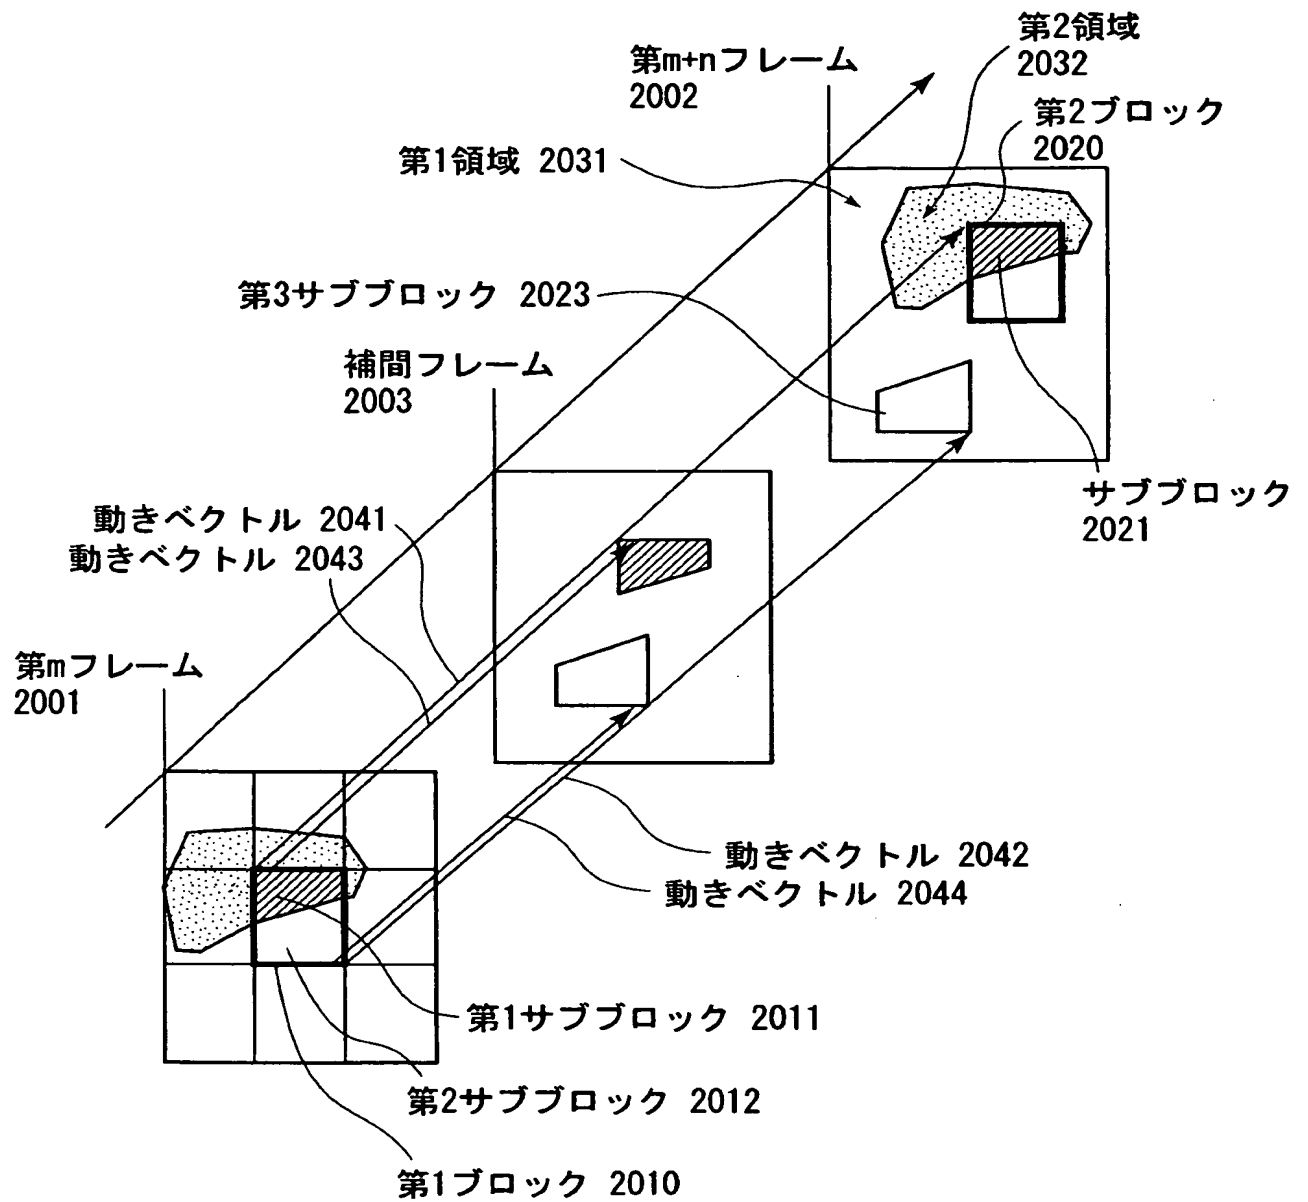 第2領域
2032
第m+nフレーム
2002
第2ブロック
2020
第1領域 2031
第3サブブロック 2023
補間フレーム
2003
サブブロック
2021
動きベクトル 2041
動きベクトル 2043
第mフレーム
2001
動きベクトル 2042
動きベクトル 2044
第1サブブロック 2011
第2サブブロック 2012
第1ブロック 2010